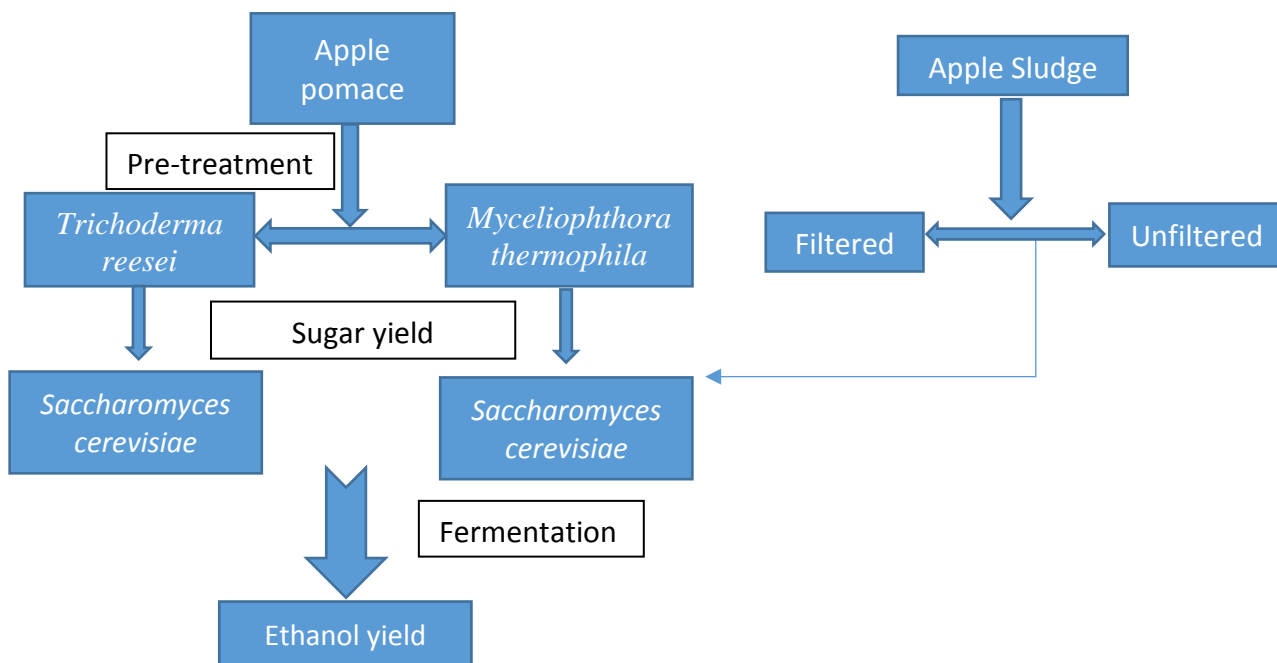 Apple
pomace
Apple Sludge
Pre-treatment
Trichoderma
reesei
Myceliophthora
thermophila
Filtered
Unfiltered
Sugar yield
Saccharomyces
cerevisiae
Saccharomyces
cerevisiae
Fermentation
Ethanol yield